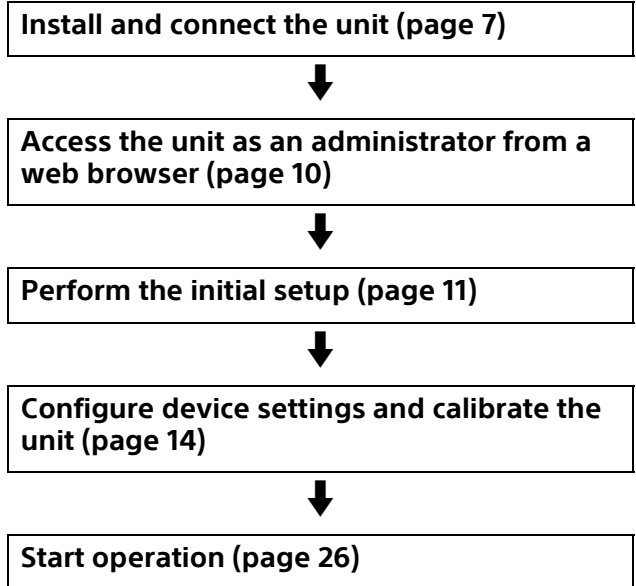 Install and connect the unit (page 7)
Access the unit as an administrator from a
web browser (page 10)
Perform the initial setup (page 11)
Configure device settings and calibrate the
unit (page 14)
Start operation (page 26)